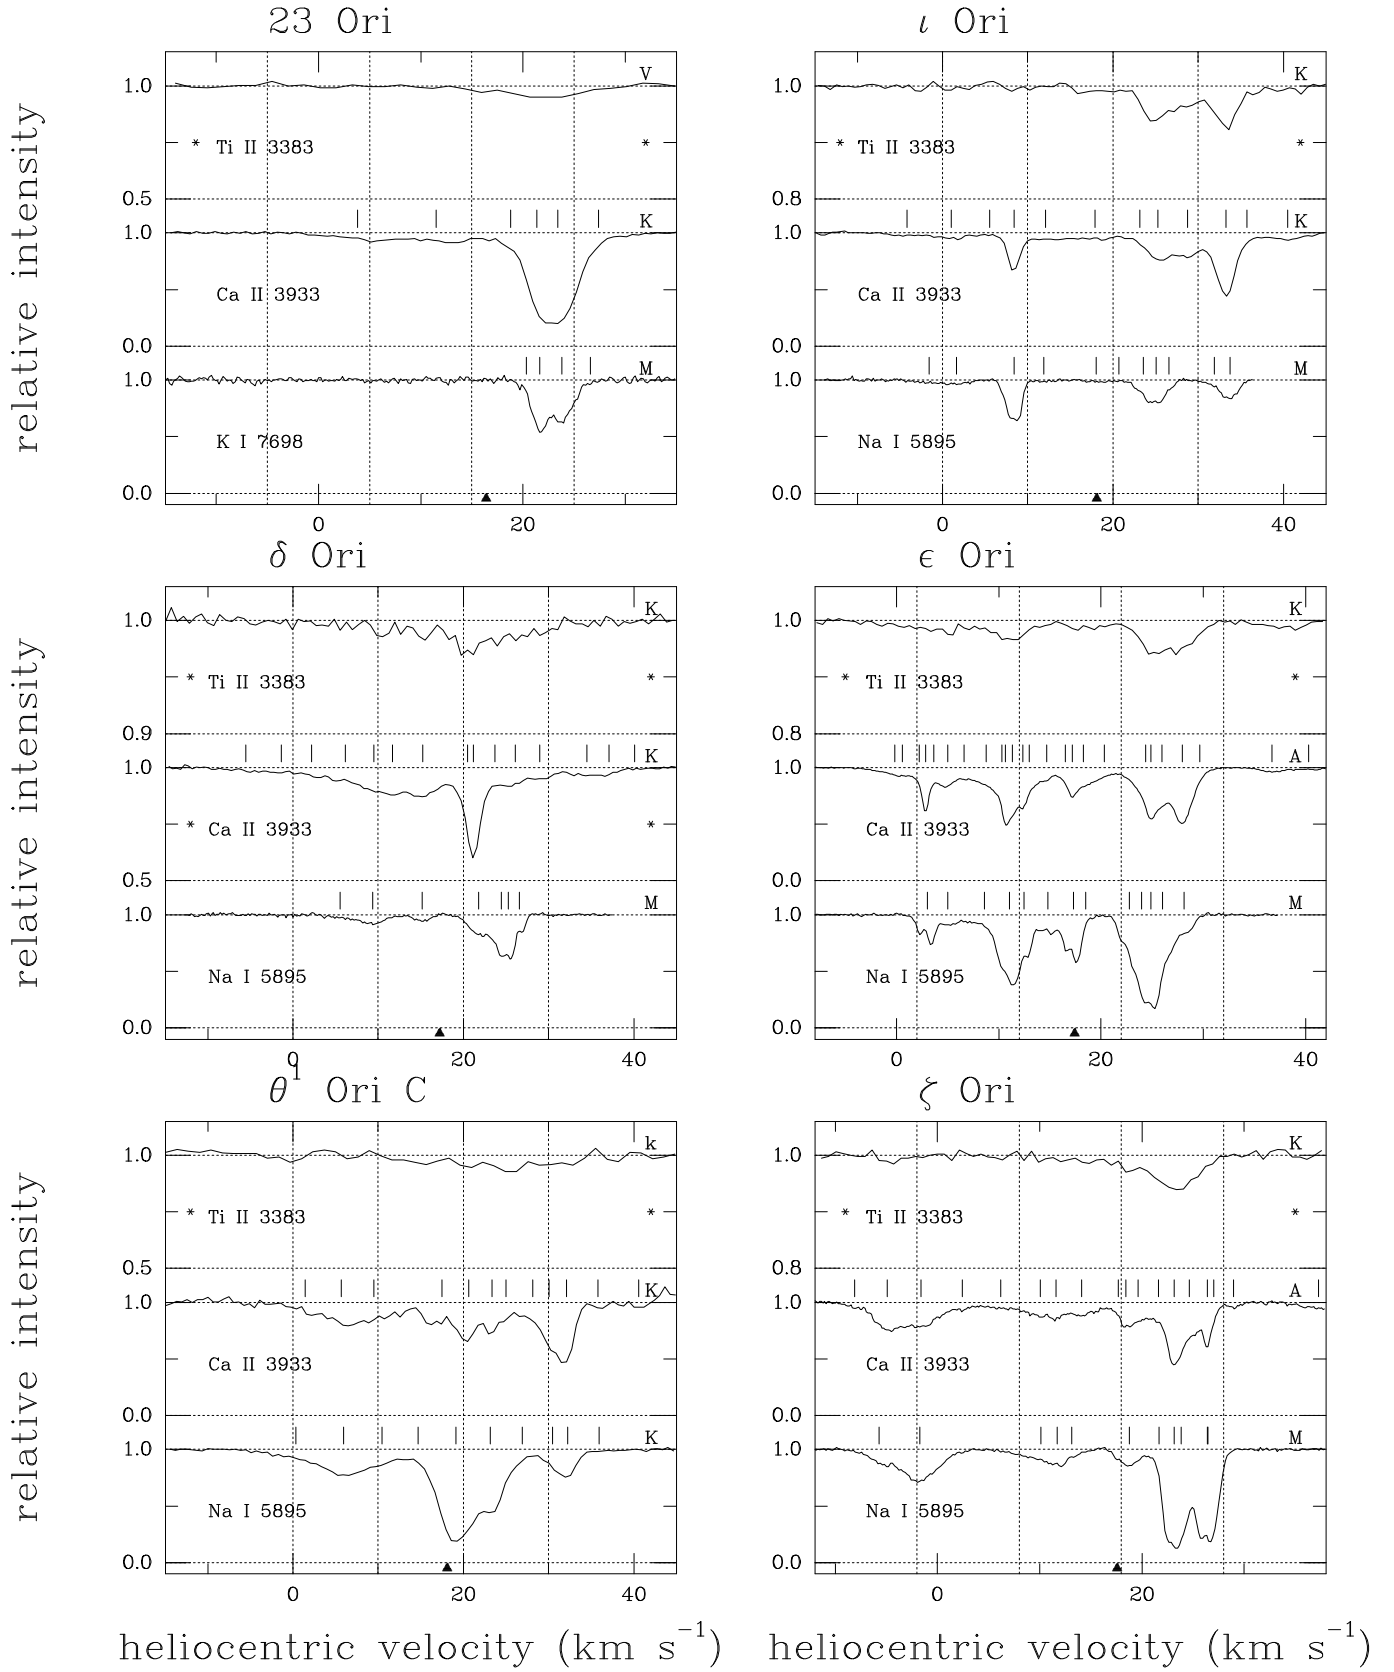 23 Ori
relative intensity
1.0
V
* Ti II 3383 *
0.5
1.0
K
Ca II 3933
0.0
1.0
M
K I 7698
0.0
0 20
ι Ori
1.0
K
* Ti II 3383 *
0.8
1.0
K
Ca II 3933
0.0
1.0
M
Na I 5895
0.0
0 20 40
δ Ori
relative intensity
1.0
K
* Ti II 3383 *
0.9
1.0
K
* Ca II 3933 *
0.5
1.0
M
Na I 5895
0.0
0 20 40
ϵ Ori
1.0
K
* Ti II 3383 *
0.8
1.0
A
Ca II 3933
0.0
1.0
M
Na I 5895
0.0
0 20 40
θ¹ Ori C
relative intensity
1.0
k
* Ti II 3383 *
0.5
1.0
K
Ca II 3933
0.0
1.0
K
Na I 5895
0.0
0 20 40
heliocentric velocity (km s⁻¹)
ζ Ori
1.0
K
* Ti II 3383 *
0.8
1.0
A
Ca II 3933
0.0
1.0
M
Na I 5895
0.0
0 20
heliocentric velocity (km s⁻¹)